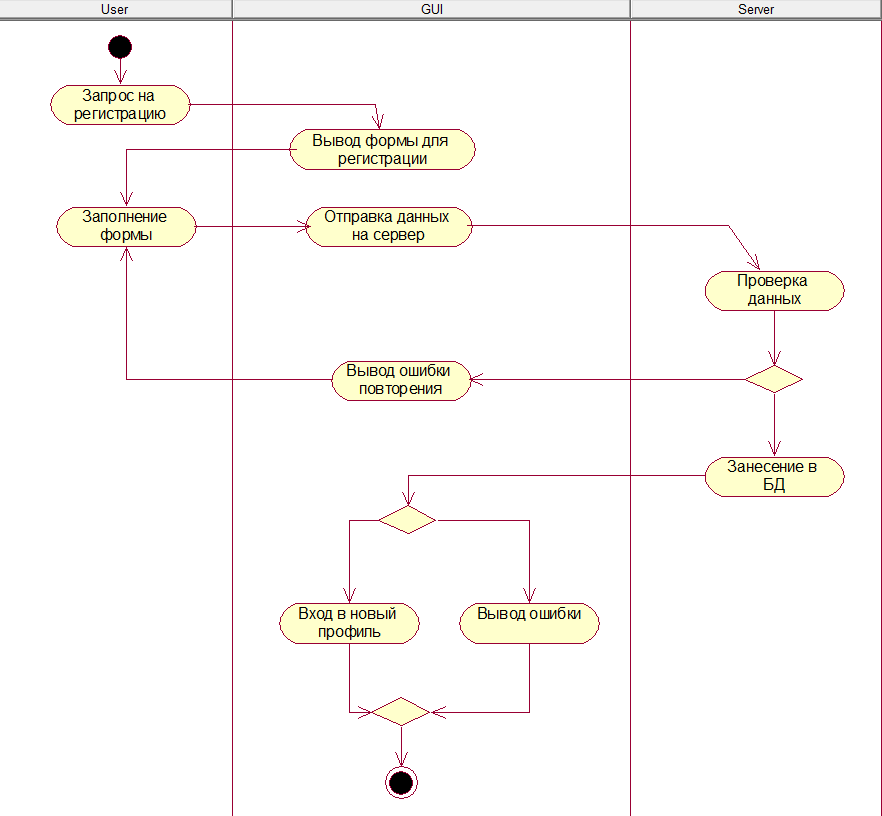 User
GUI
Server
Запрос на
регистрацию
Вывод формы для
регистрации
Заполнение
формы
Отправка данных
на сервер
Проверка
данных
Вывод ошибки
повторения
Занесение в
БД
Вход в новый
профиль
Вывод ошибки